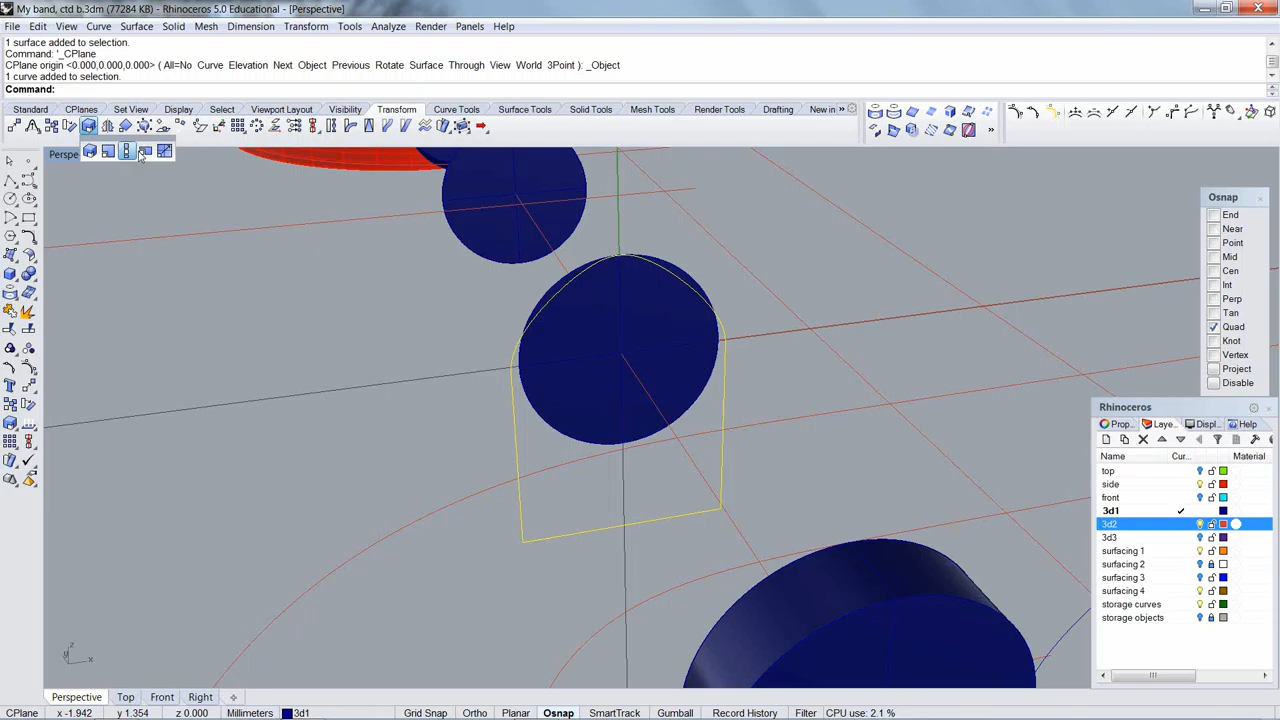 My band, ctd b.3dm (77284 KB) - Rhinoceros 5.0 Educational - [Perspective]
File Edit View Curve Surface Solid Mesh Dimension Transform Tools Analyze Render Panels Help
1 surface added to selection.
Command: '_CPlane
CPlane origin <0.000,0.000,0.000> ( All=No Curve Elevation Next Object Previous Rotate Surface Through View World 3Point ): _Object
1 curve added to selection.
Command:
Standard CPlanes Set View Display Select Viewport Layout Visibility Transform Curve Tools Surface Tools Solid Tools Mesh Tools Render Tools Drafting New in »
Perspe
Osnap
End
Near
Point
Mid
Cen
Int
Perp
Tan
Quad
Knot
Vertex
Project
Disable
Rhinoceros
Prop... Laye... Displ... Help
Name Cur... Material
top
side
front
3d1
3d2
3d3
surfacing 1
surfacing 2
surfacing 3
surfacing 4
storage curves
storage objects
z
y
x
Perspective Top Front Right
CPlane x -1.942 y 1.354 z 0.000 Millimeters 3d1 Grid Snap Ortho Planar Osnap SmartTrack Gumball Record History Filter CPU use: 2.1 %